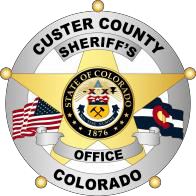 CUSTER COUNTY
SHERIFF'S
STATE OF COLORADO
1876
OFFICE
COLORADO